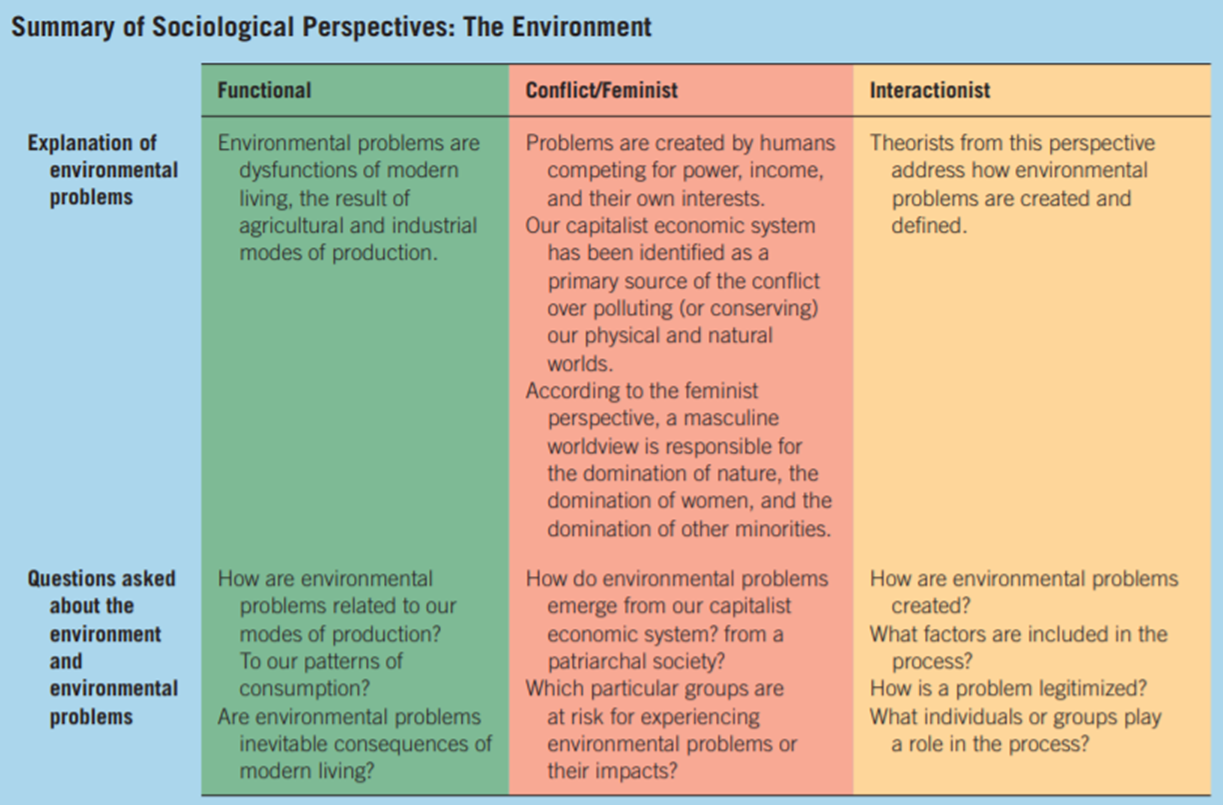 Summary of Sociological Perspectives: The Environment
Functional
Conflict/Feminist
Interactionist
Explanation of
environmental
problems
Environmental problems are
dysfunctions of modern
living, the result of
agricultural and industrial
modes of production.
Problems are created by humans
competing for power, income,
and their own interests.
Our capitalist economic system
has been identified as a
primary source of the conflict
over polluting (or conserving)
our physical and natural
worlds.
According to the feminist
perspective, a masculine
worldview is responsible for
the domination of nature, the
domination of women, and the
domination of other minorities.
Theorists from this perspective
address how environmental
problems are created and
defined.
Questions asked
about the
environment
and
environmental
problems
How are environmental
problems related to our
modes of production?
To our patterns of
consumption?
Are environmental problems
inevitable consequences of
modern living?
How do environmental problems
emerge from our capitalist
economic system? from a
patriarchal society?
Which particular groups are
at risk for experiencing
environmental problems or
their impacts?
How are environmental problems
created?
What factors are included in the
process?
How is a problem legitimized?
What individuals or groups play
a role in the process?